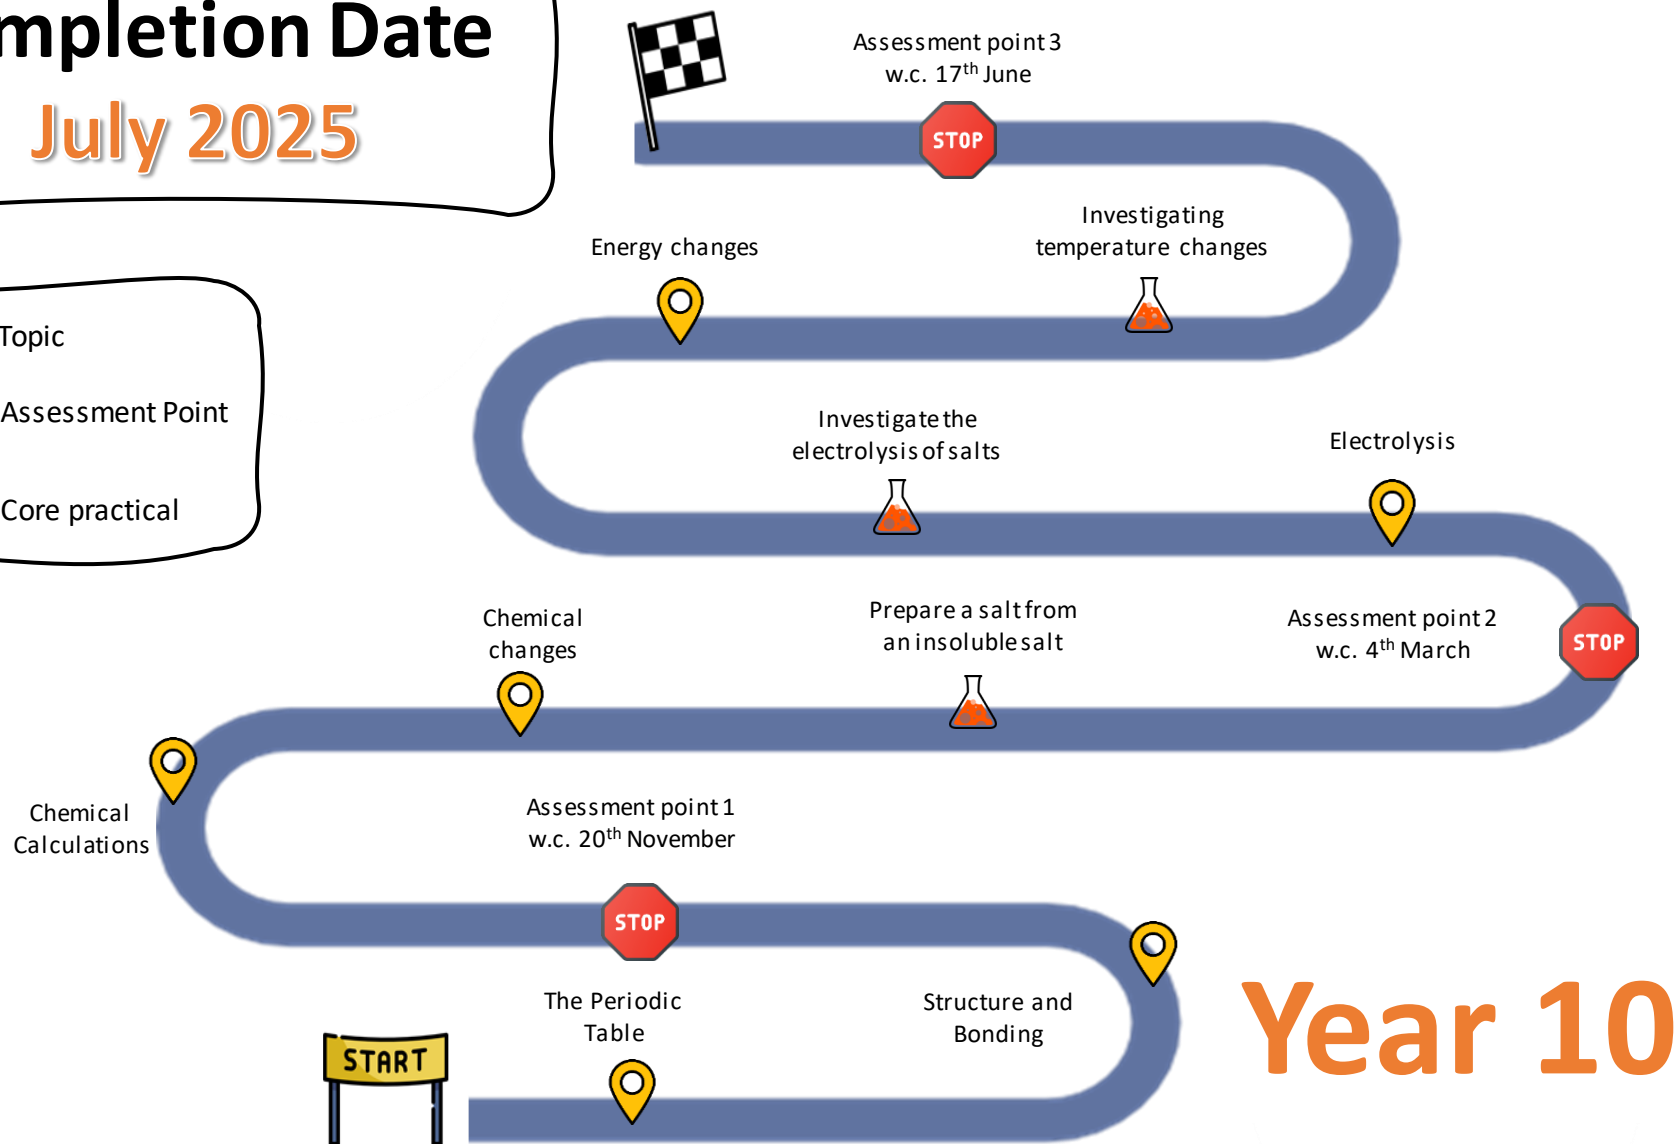 mpletion Date
July 2025
Topic
Assessment Point
Core practical
Assessment point 3
w.c. 17th June
STOP
Investigating
temperature changes
Energy changes
Investigate the
electrolysis of salts
Electrolysis
Assessment point 2
w.c. 4th March
STOP
Prepare a salt from
an insoluble salt
Chemical
changes
Chemical
Calculations
Assessment point 1
w.c. 20th November
STOP
Structure and
Bonding
The Periodic
Table
START
Year 10